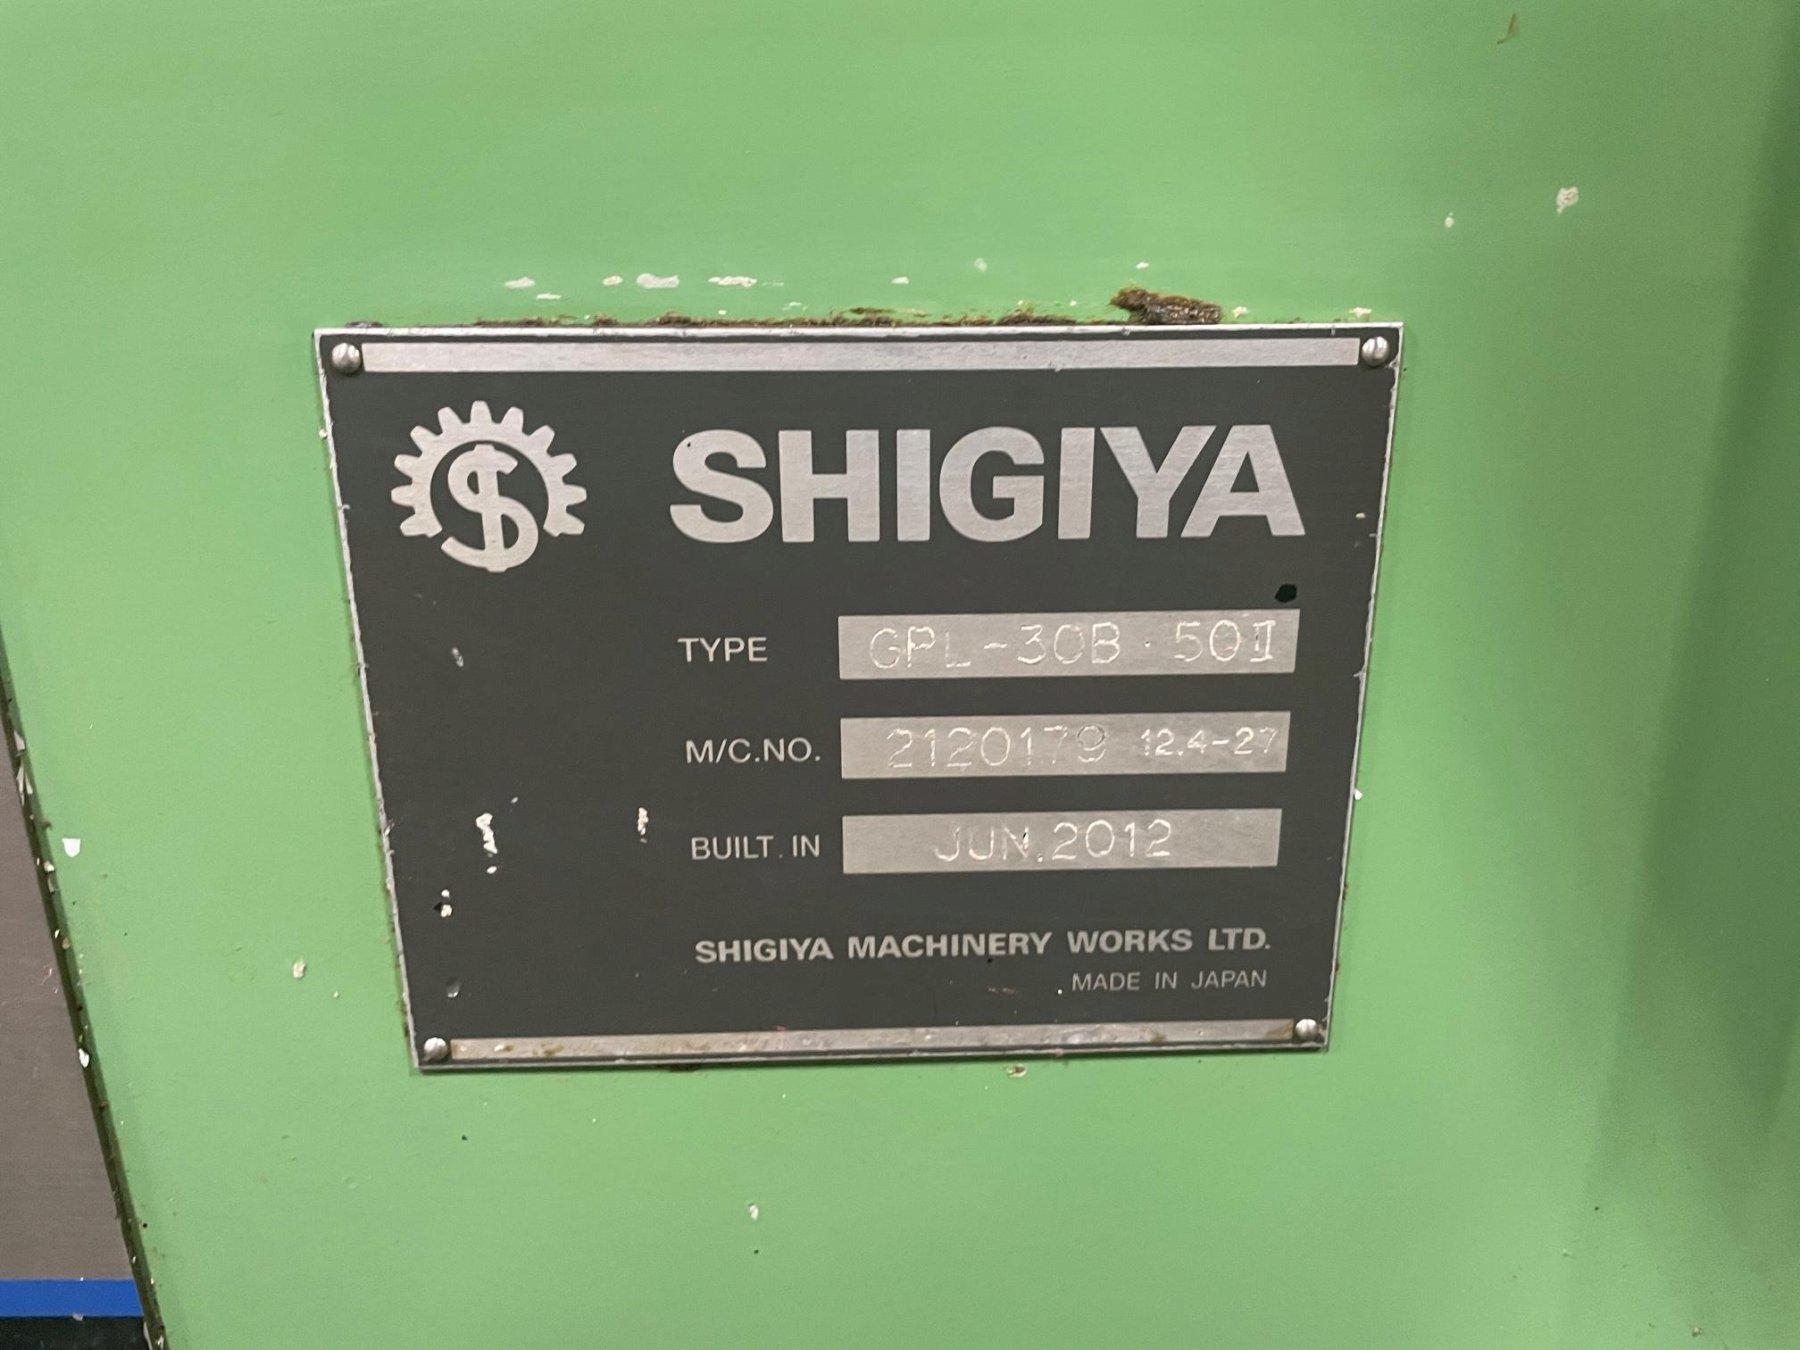 SHIGIYA
TYPE GPL-30B·50II
M/C.NO. 2120179 12.4-27
BUILT. IN JUN.2012
SHIGIYA MACHINERY WORKS LTD.
MADE IN JAPAN